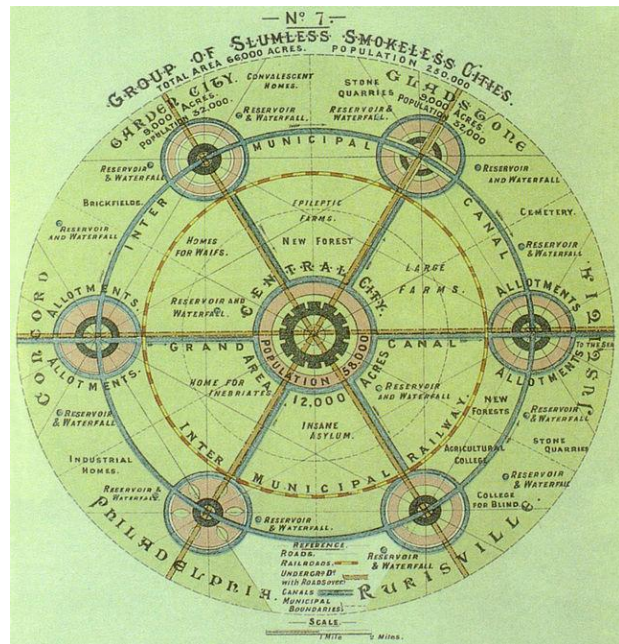 — Nº 7. —
GROUP OF SLUMLESS SMOKELESS CITIES.
TOTAL AREA 66,000 ACRES. POPULATION 250,000
GARDEN CITY.
9,000 ACRES.
POPULATION 32,000.
CONVALESCENT
HOMES.
STONE
QUARRIES
GLADSTONE
9,000 ACRES.
POPULATION
32,000
RESERVOIR
& WATERFALL
RESERVOIR
& WATERFALL.
INTER MUNICIPAL CANAL
RESERVOIR
& WATERFALL
RESERVOIR
AND WATERFALL
BRICKFIELDS.
EPILEPTIC
FARMS.
CEMETERY.
RESERVOIR
AND WATERFALL
HOMES
FOR WAIFS.
NEW FOREST
RESERVOIR
& WATERFALL
LARGE
FARMS.
CONCORD
ALLOTMENTS
RESERVOIR AND
WATERFALL.
CENTRAL CITY.
ALLOTMENTS
JUSTITIA
GRAND CANAL
TO THE SEA
POPULATION 58,000
AREA 12,000 ACRES
ALLOTMENTS.
HOME FOR
INEBRIATES
RESERVOIR
AND WATERFALL
ALLOTMENTS
NEW
FORESTS
RESERVOIR
& WATERFALL
RESERVOIR
& WATERFALL
INSANE
ASYLUM.
INTER MUNICIPAL RAILWAY.
AGRICULTURAL
COLLEGE
STONE
QUARRIES
INDUSTRIAL
HOMES.
RESERVOIR
& WATERFALL
RESERVOIR &
WATERFALL
COLLEGE
FOR BLIND.
RESERVOIR
& WATERFALL.
PHILADELPHIA.
RURISVILLE
RESERVOIR
& WATERFALL
REFERENCE
ROADS.
RAILROADS.
UNDERGRD Dº
with ROADS OVER
CANALS
MUNICIPAL
BOUNDARIES.
— SCALE. —
1 Mile 2 Miles.